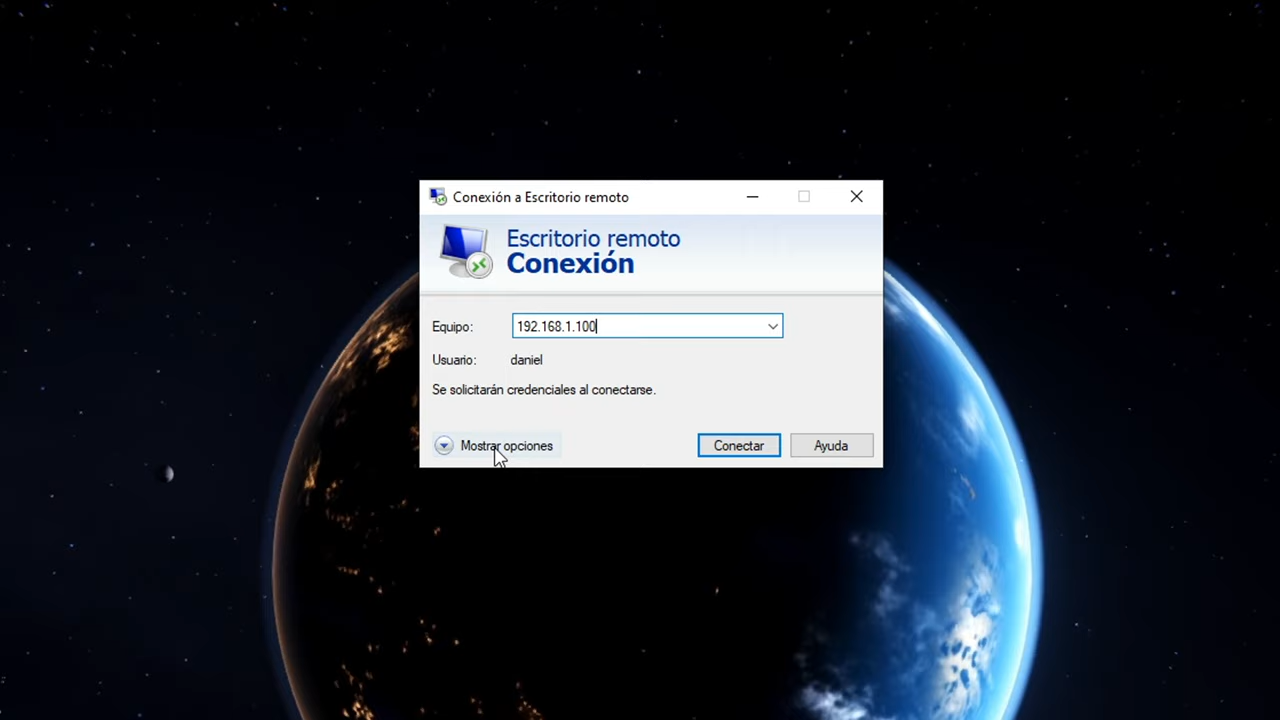 Conexión a Escritorio remoto
Escritorio remoto
Conexión
Equipo: 192.168.1.100
Usuario: daniel
Se solicitarán credenciales al conectarse.
Mostrar opciones Conectar Ayuda